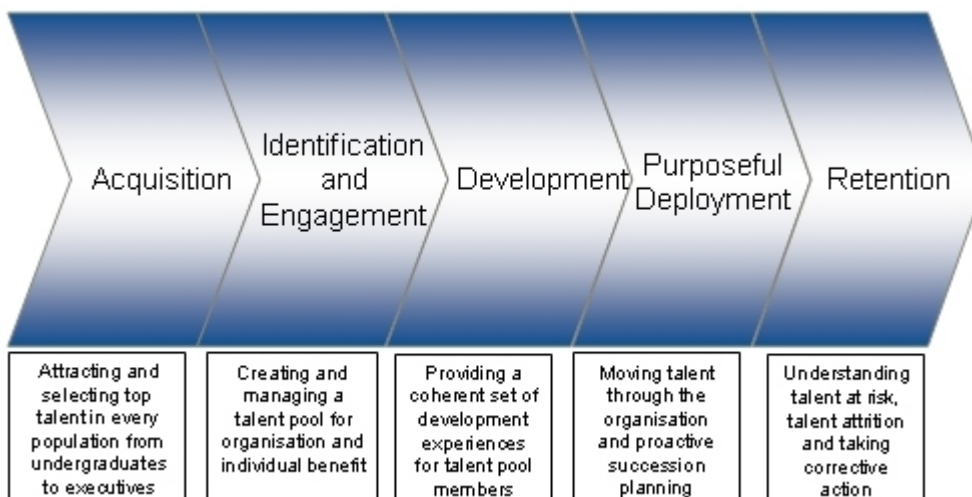 Acquisition
Identification
and
Engagement
Development
Purposeful
Deployment
Retention
Attracting and
selecting top
talent in every
population from
undergraduates
to executives
Creating and
managing a
talent pool for
organisation and
individual benefit
Providing a
coherent set of
development
experiences
for talent pool
members
Moving talent
through the
organisation
and proactive
succession
planning
Understanding
talent at risk,
talent attrition
and taking
corrective
action